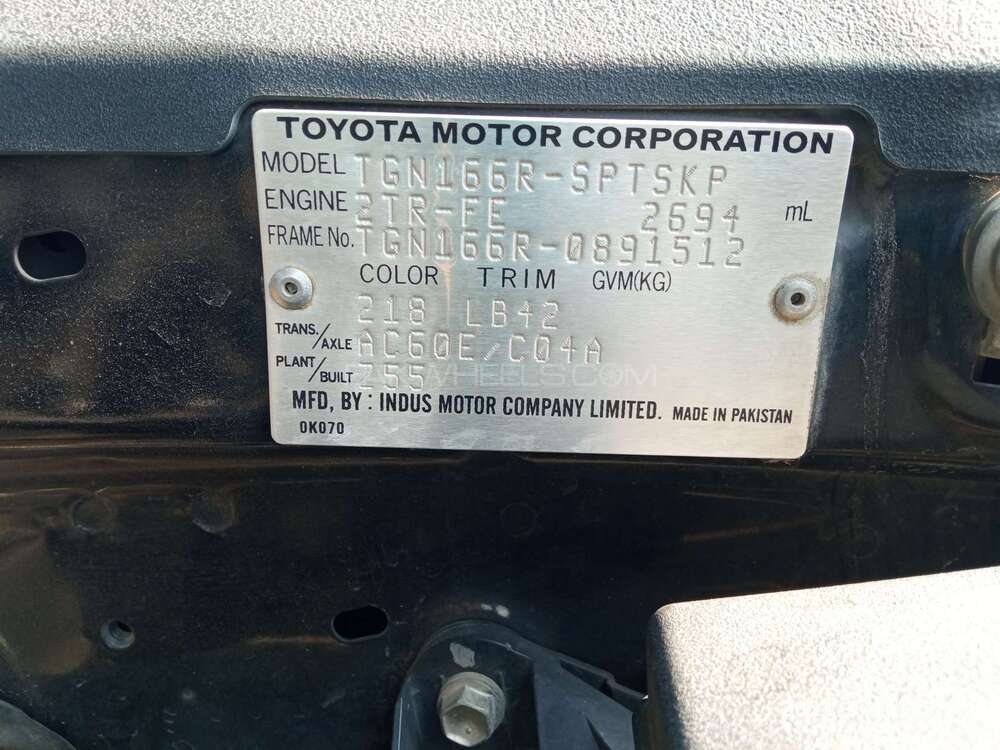 TOYOTA MOTOR CORPORATION
MODEL TGN166R-SPTSKP
ENGINE 2TR-FE 2694 mL
FRAME No. TGN166R-0891512
COLOR TRIM GVM(KG)
218 LB42
TRANS./AXLE AC60E/C04A
PLANT/BUILT Z55
WHEELS.COM
MFD, BY : INDUS MOTOR COMPANY LIMITED. MADE IN PAKISTAN
0K070